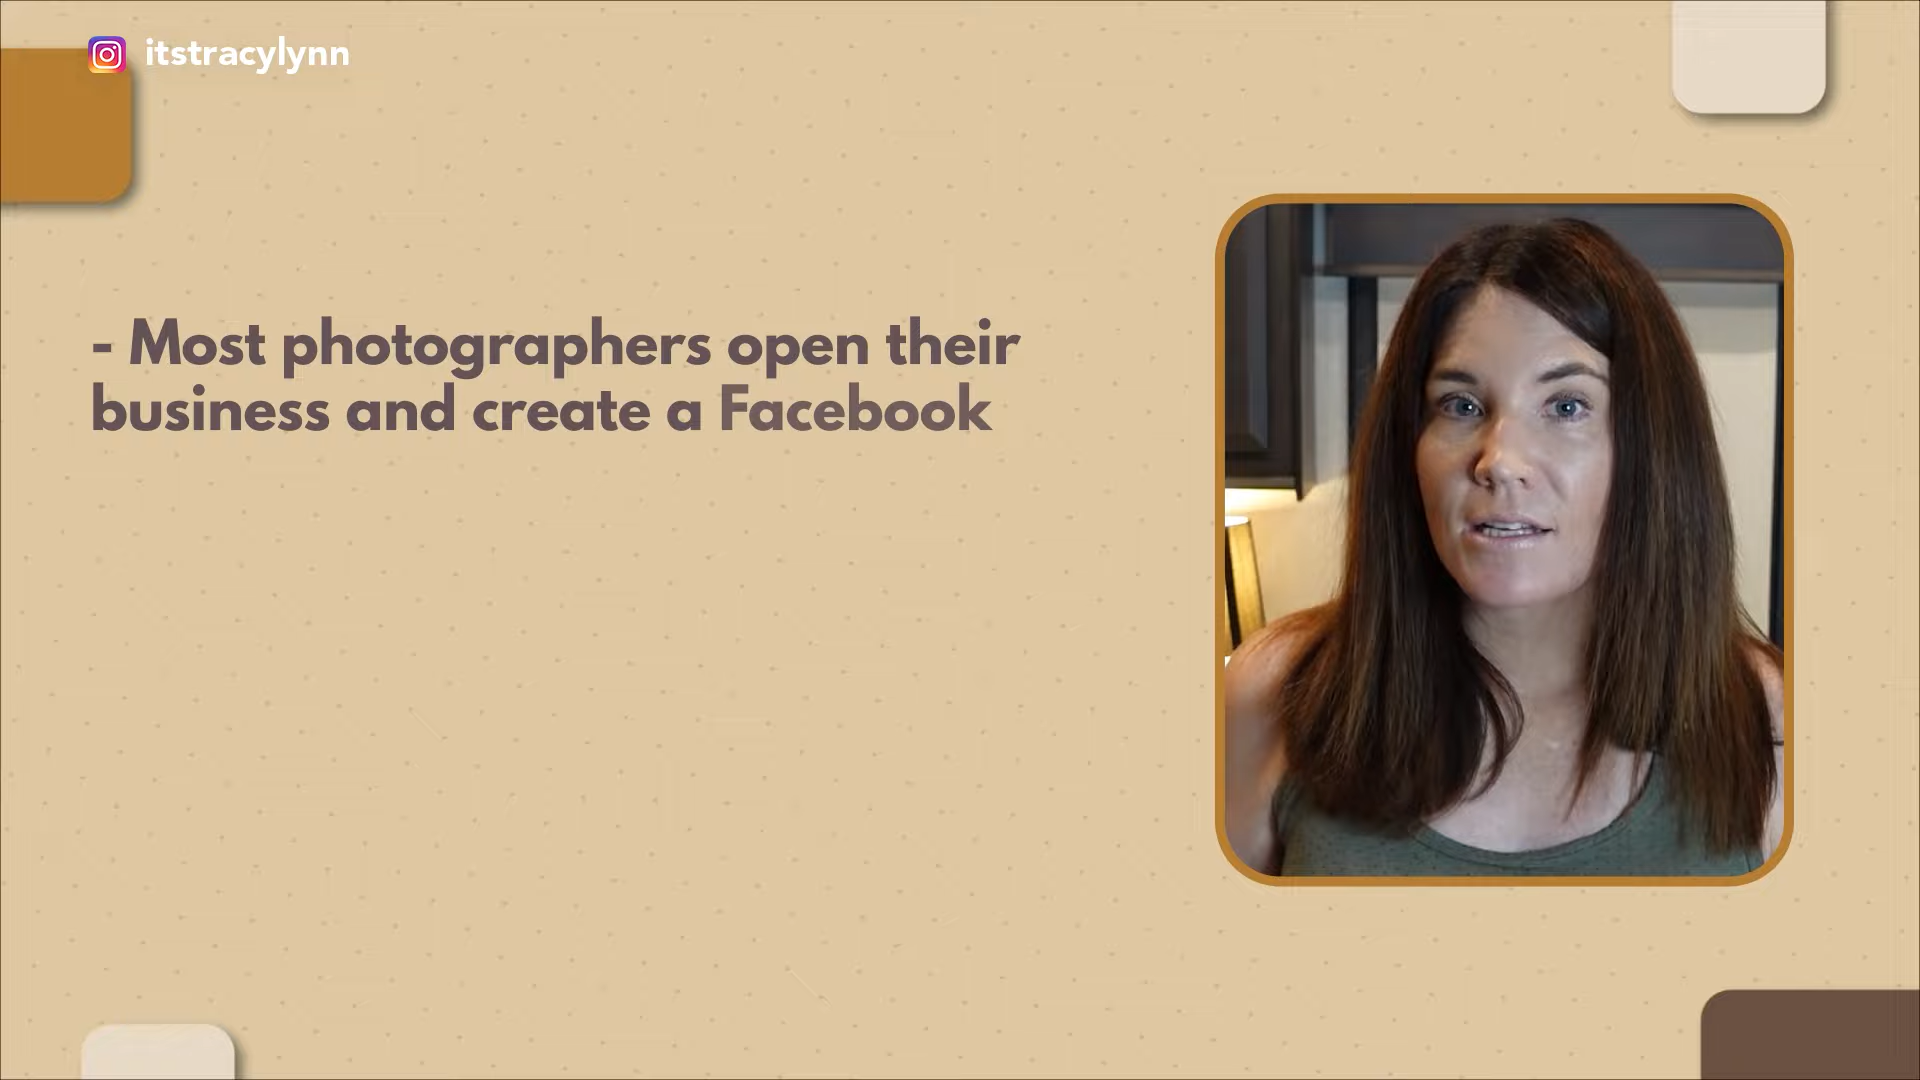 itstracylynn
- Most photographers open their
business and create a Facebook